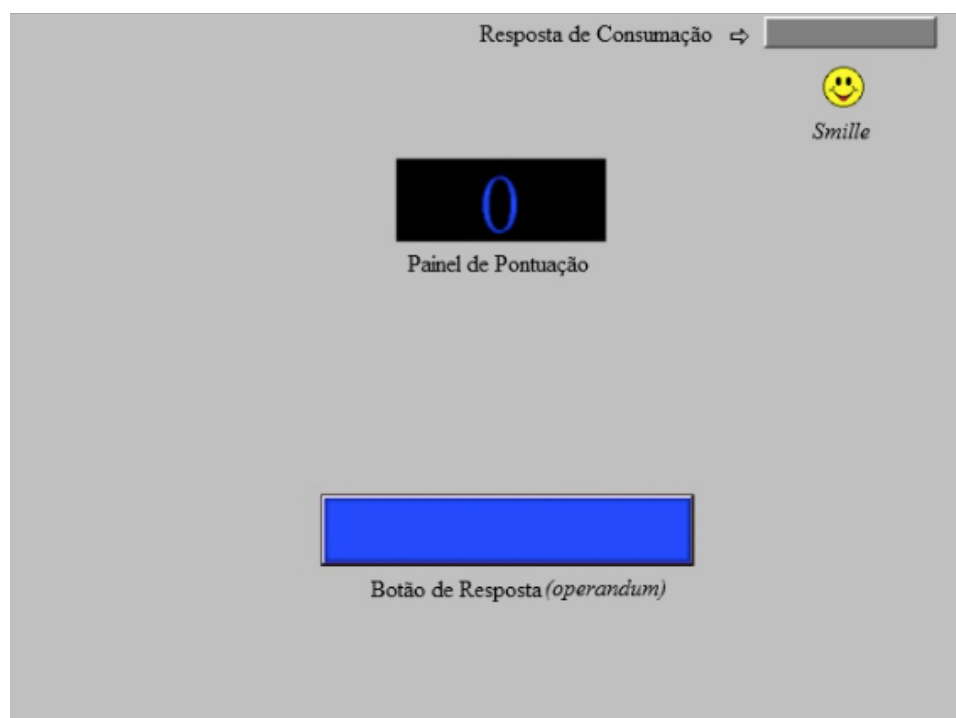 Resposta de Consumação ⇨
Smille
0
Painel de Pontuação
Botão de Resposta (operandum)